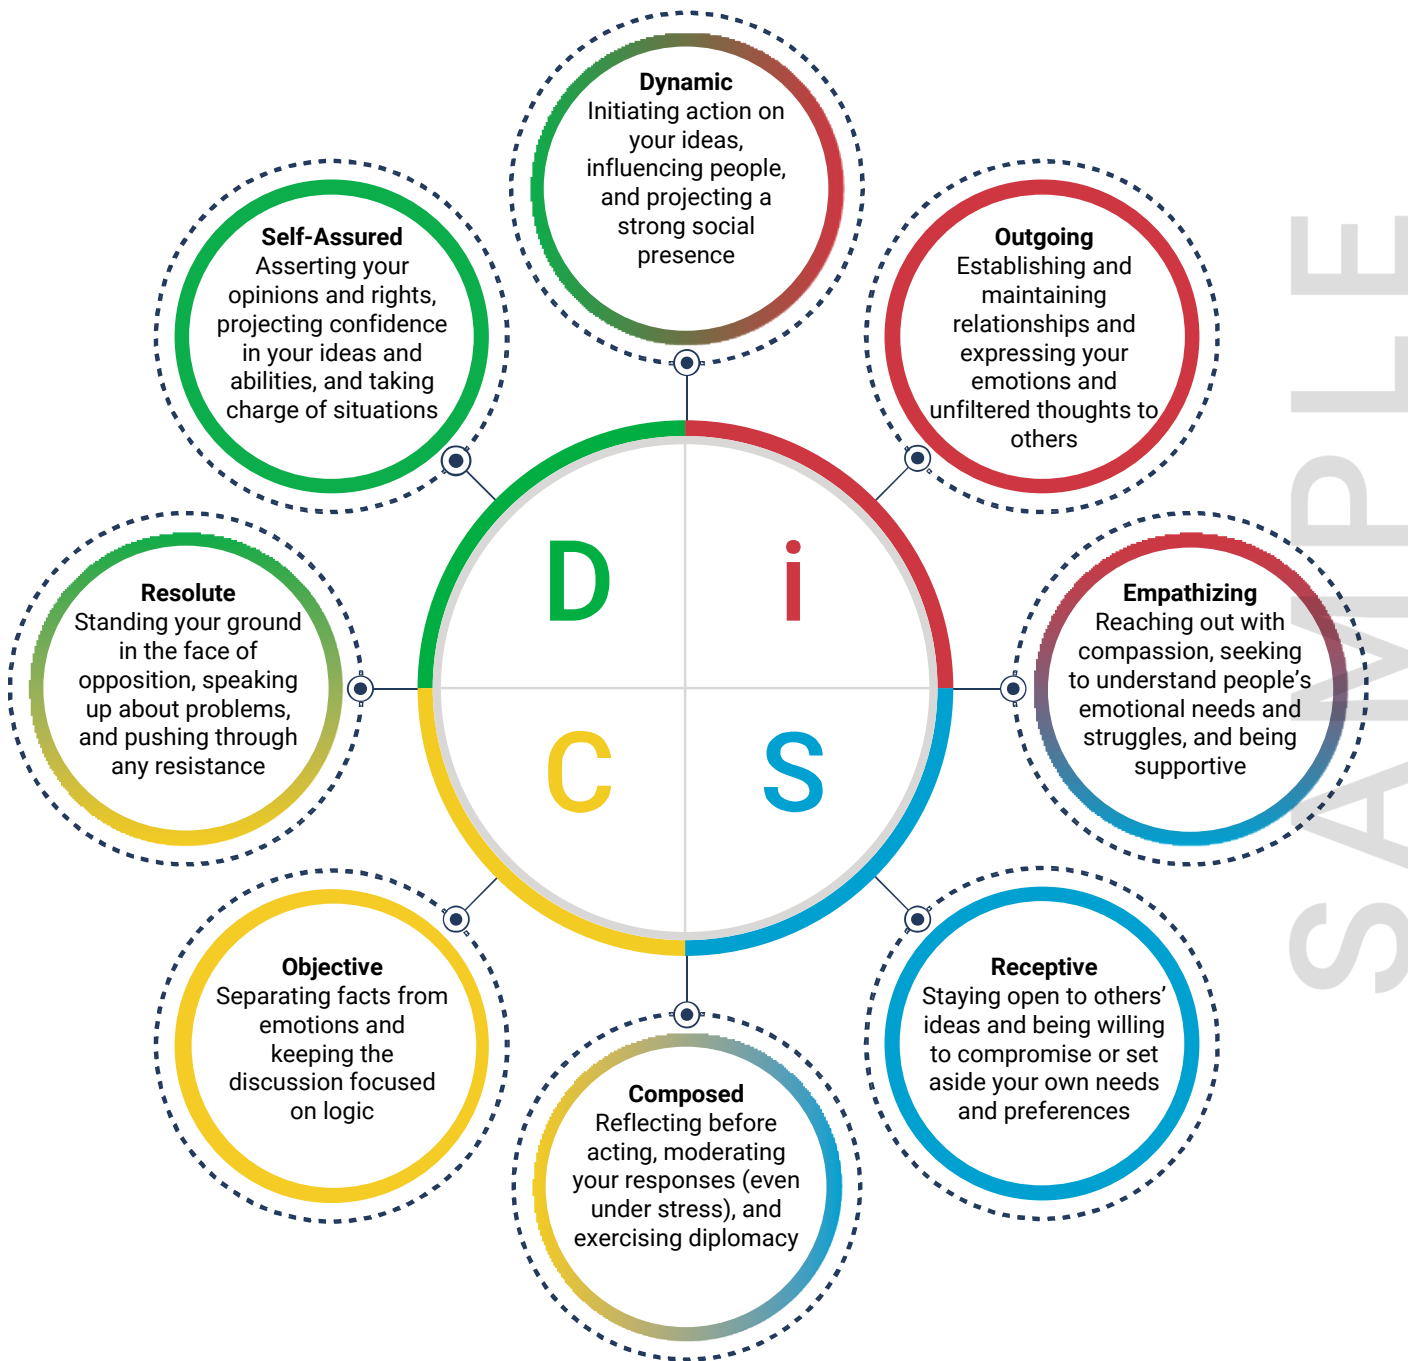 Dynamic
Initiating action on
your ideas,
influencing people,
and projecting a
strong social
presence
Self-Assured
Asserting your
opinions and rights,
projecting confidence
in your ideas and
abilities, and taking
charge of situations
Outgoing
Establishing and
maintaining
relationships and
expressing your
emotions and
unfiltered thoughts to
others
Resolute
Standing your ground
in the face of
opposition, speaking
up about problems,
and pushing through
any resistance
D
i
C
S
Empathizing
Reaching out with
compassion, seeking
to understand people’s
emotional needs and
struggles, and being
supportive
Objective
Separating facts from
emotions and
keeping the
discussion focused
on logic
Composed
Reflecting before
acting, moderating
your responses (even
under stress), and
exercising diplomacy
Receptive
Staying open to others’
ideas and being willing
to compromise or set
aside your own needs
and preferences
SAMPLE